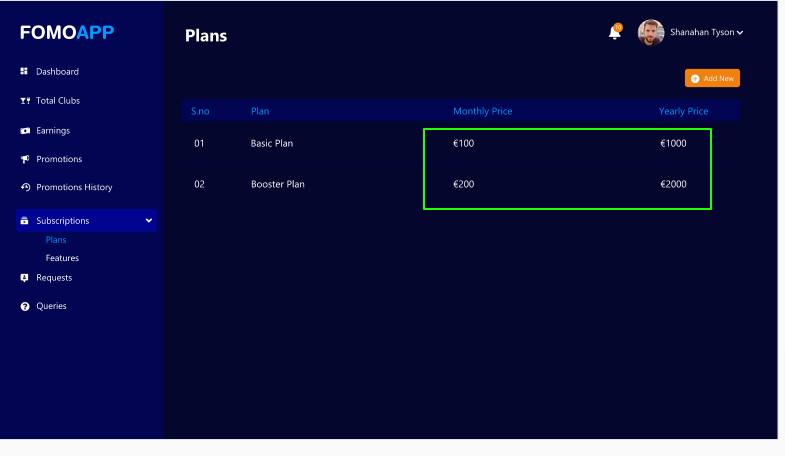 FOMOAPP
Plans
Shanahan Tyson
Dashboard
Add New
Total Clubs
S.no Plan Monthly Price Yearly Price
Earnings
01 Basic Plan €100 €1000
Promotions
02 Booster Plan €200 €2000
Promotions History
Subscriptions
Plans
Features
Requests
Queries